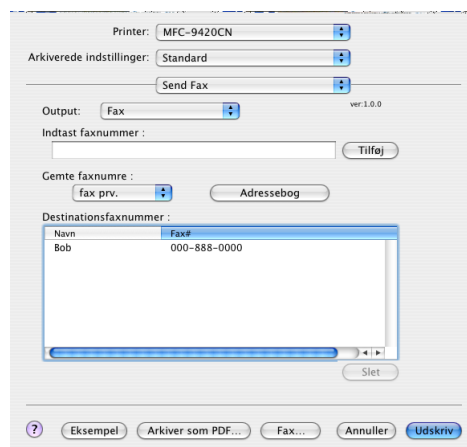 Printer: MFC-9420CN
Arkiverede indstillinger: Standard
Send Fax
Output: Fax ver:1.0.0
Indtast faxnummer :
Tilføj
Gemte faxnumre :
fax prv. Adressebog
Destinationsfaxnummer :
Navn Fax#
Bob 000-888-0000
Slet
? Eksempel Arkiver som PDF... Fax... Annuller Udskriv